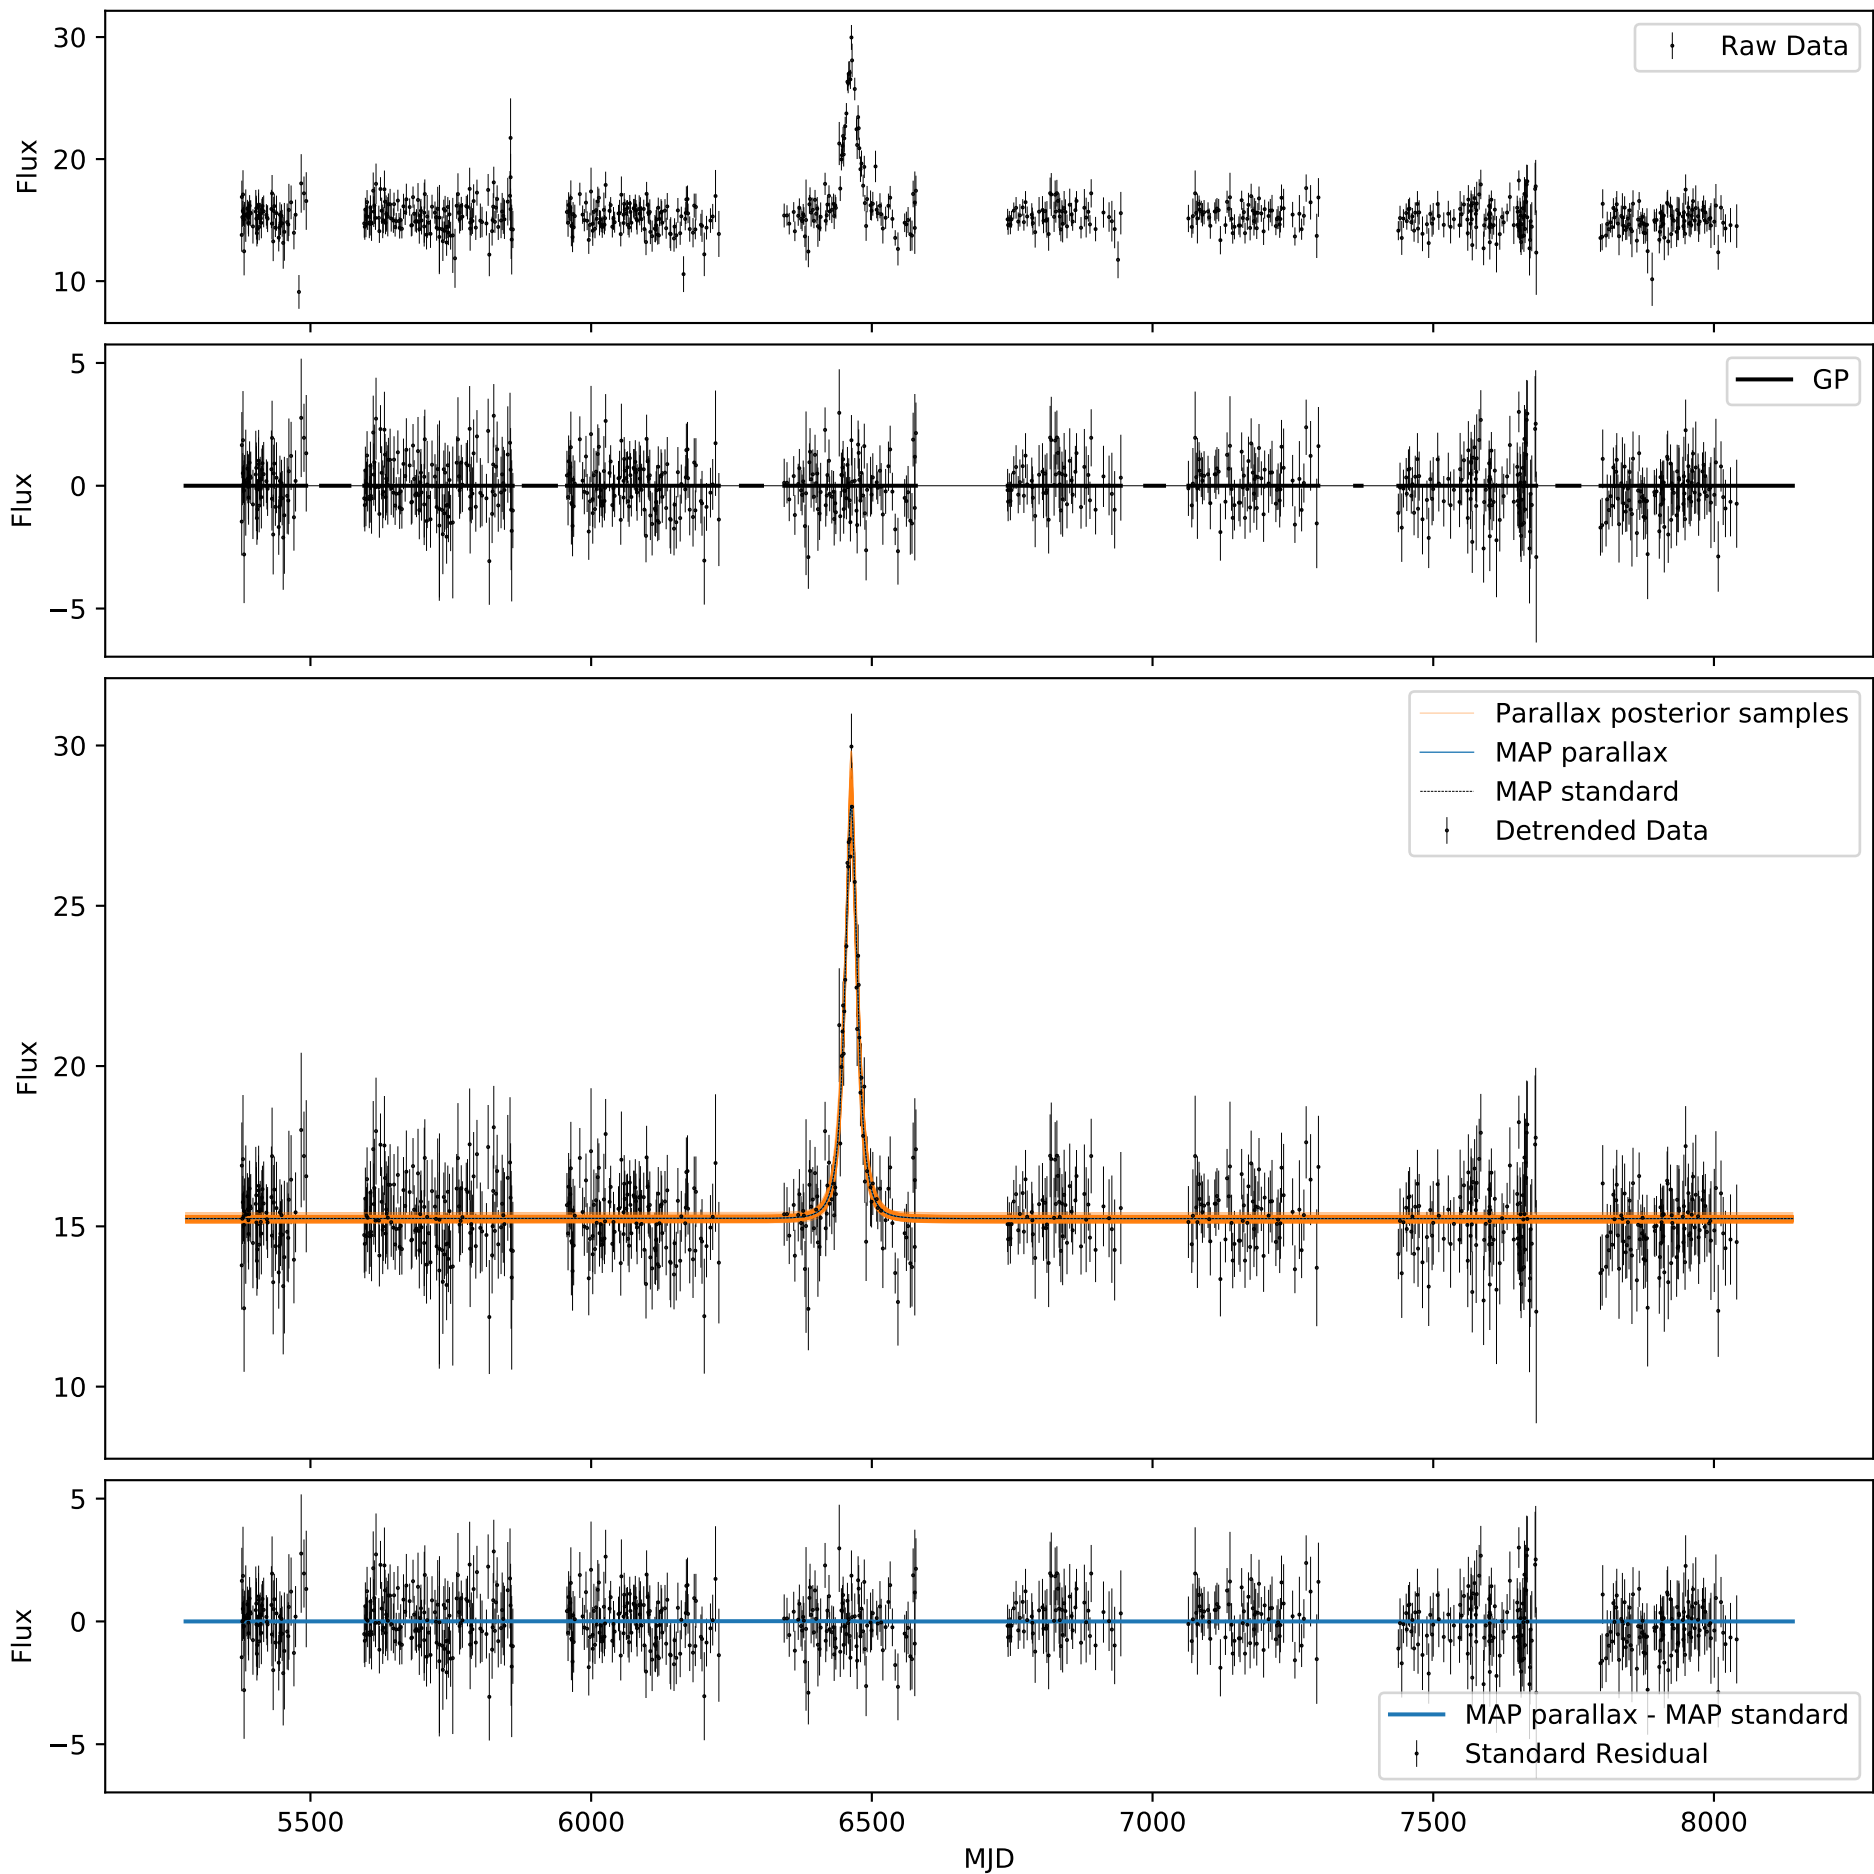 30
20
10
Flux
Raw Data
5
0
−5
Flux
GP
30
25
20
15
10
Flux
Parallax posterior samples
MAP parallax
MAP standard
Detrended Data
5
0
−5
Flux
MAP parallax - MAP standard
Standard Residual
5500
6000
6500
7000
7500
8000
MJD